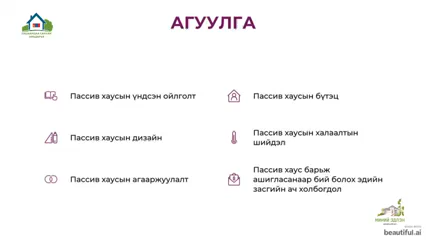 АГУУЛГА
Пассив хаусын үндсэн ойлголт
Пассив хаусын бүтэц
Пассив хаусын дизайн
Пассив хаусын халаалтын
шийдэл
Пассив хаусын агааржуулалт
Пассив хаус барьж
ашигласанаар бий болох эдийн
засгийн ач холбогдол
beautiful.ai